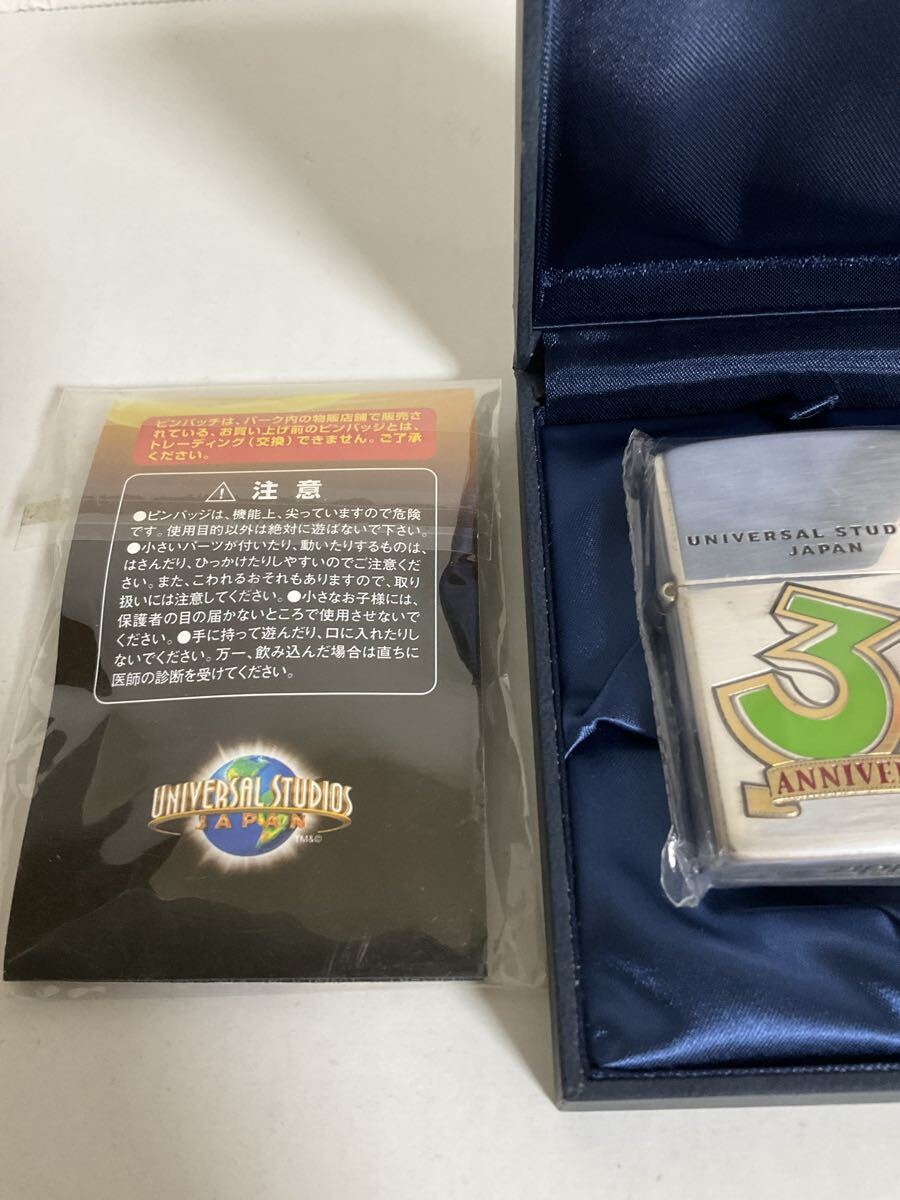 ピンバッチは、パーク内の物販店舗で販売さ
れている、お買い上げ前のピンバッジとは、
トレーディング(交換)できません。ご了承
ください。
注意
●ピンバッジは、機能上、尖っていますので危険
です。使用目的以外は絶対に遊ばないで下さい。
●小さいパーツが付いたり、動いたりするものは、
はさんだり、ひっかけたりしやすいのでご注意くだ
さい。また、こわれるおそれもありますので、取り
扱いには注意してください。●小さなお子様には、
保護者の目の届かないところで使用させないで
ください。●手に持って遊んだり、口に入れたりし
ないでください。万一、飲み込んだ場合は直ちに
医師の診断を受けてください。
UNIVERSAL STUDIOS
JAPAN
TM&©
UNIVERSAL STUD
JAPAN
3
ANNIVE